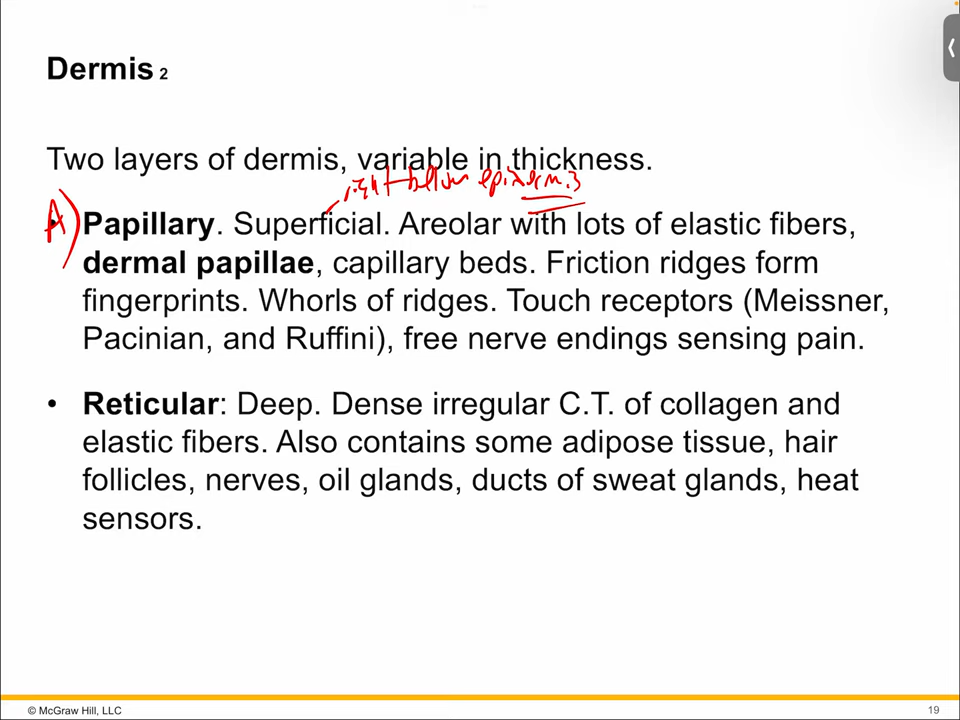 Dermis 2
Two layers of dermis, variable in thickness.
right below epidermis
A)
• Papillary. Superficial. Areolar with lots of elastic fibers,
dermal papillae, capillary beds. Friction ridges form
fingerprints. Whorls of ridges. Touch receptors (Meissner,
Pacinian, and Ruffini), free nerve endings sensing pain.
• Reticular: Deep. Dense irregular C.T. of collagen and
elastic fibers. Also contains some adipose tissue, hair
follicles, nerves, oil glands, ducts of sweat glands, heat
sensors.
© McGraw Hill, LLC
19